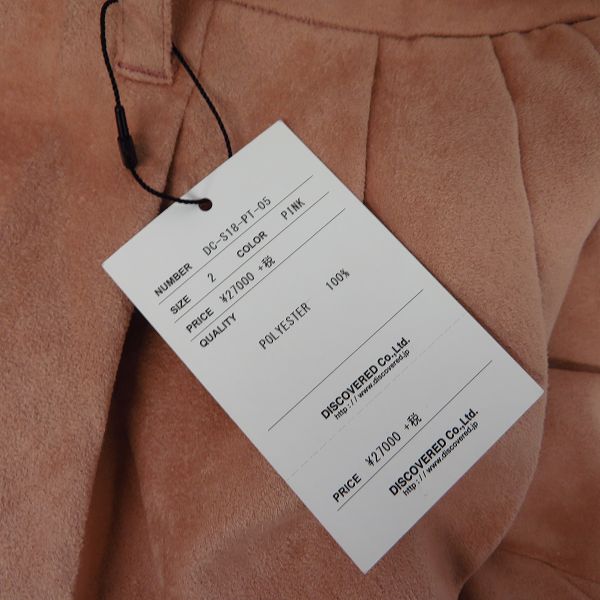 NUMBER DC-S18-PT-05
SIZE 2 COLOR PINK
PRICE ¥27000 +税
QUALITY
POLYESTER 100%
DISCOVERED Co.,Ltd.
http://www.discovered.jp
PRICE ¥27000 +税
DISCOVERED Co.,Ltd.
http://www.discovered.jp